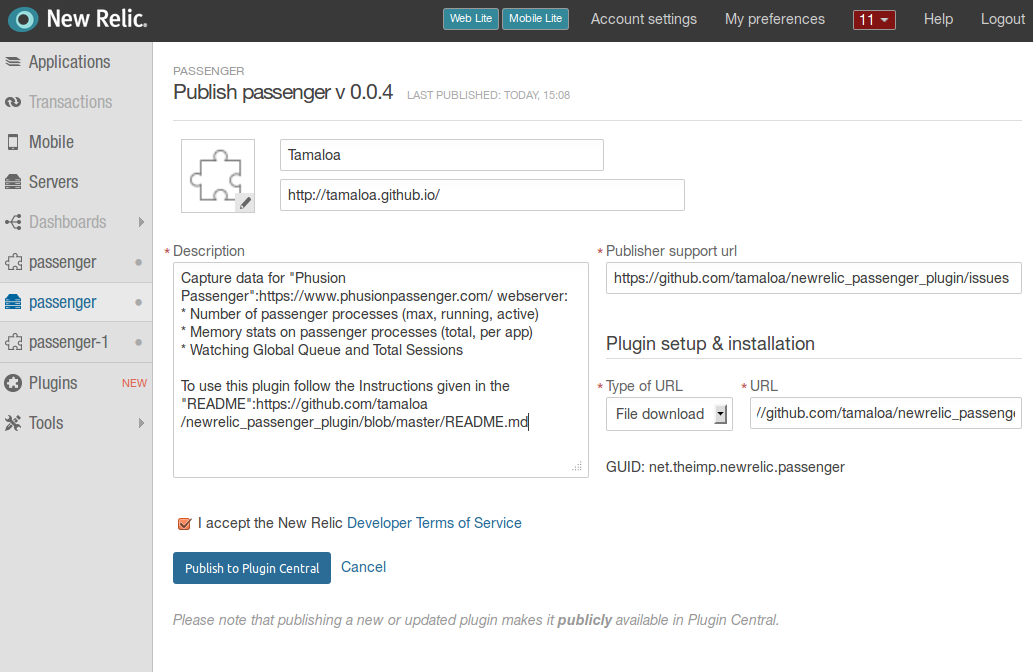 New Relic.
Web Lite
Mobile Lite
Account settings
My preferences
11
Help
Logout
Applications
Transactions
Mobile
Servers
Dashboards
passenger
passenger
passenger-1
Plugins NEW
Tools
PASSENGER
Publish passenger v 0.0.4 LAST PUBLISHED: TODAY, 15:08
Tamaloa
http://tamaloa.github.io/
* Description
Capture data for "Phusion
Passenger":https://www.phusionpassenger.com/ webserver:
* Number of passenger processes (max, running, active)
* Memory stats on passenger processes (total, per app)
* Watching Global Queue and Total Sessions
To use this plugin follow the Instructions given in the
"README":https://github.com/tamaloa
/newrelic_passenger_plugin/blob/master/README.md
* Publisher support url
https://github.com/tamaloa/newrelic_passenger_plugin/issues
Plugin setup & installation
* Type of URL
File download
* URL
//github.com/tamaloa/newrelic_passenge
GUID: net.theimp.newrelic.passenger
I accept the New Relic Developer Terms of Service
Publish to Plugin Central
Cancel
Please note that publishing a new or updated plugin makes it publicly available in Plugin Central.